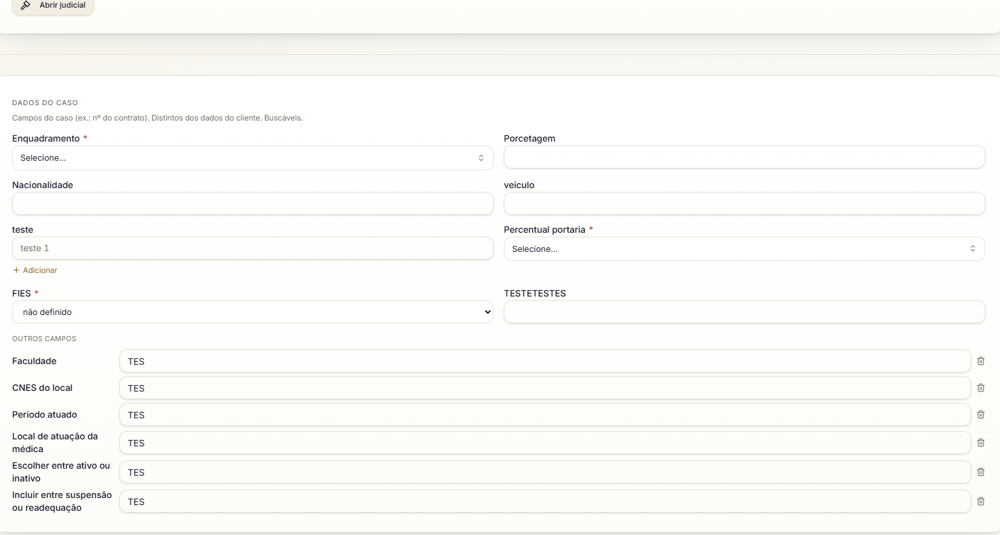 Abrir judicial
DADOS DO CASO
Campos do caso (ex.: nº do contrato). Distintos dos dados do cliente. Buscáveis.
Enquadramento *
Porcetagem
Selecione...
Nacionalidade
veiculo
teste
Percentual portaria *
teste 1
Selecione...
+ Adicionar
FIES *
TESTETESTES
não definido
OUTROS CAMPOS
Faculdade
TES
CNES do local
TES
Período atuado
TES
Local de atuação da
médica
TES
Escolher entre ativo ou
inativo
TES
Incluir entre suspensão
ou readequação
TES